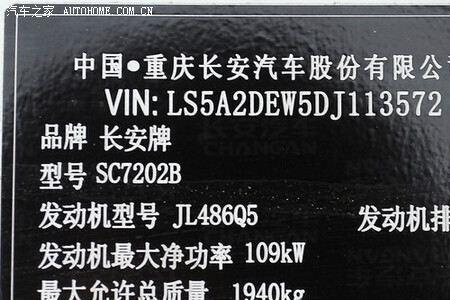 汽车之家 AUTOHOME.COM.CN
中国●重庆长安汽车股份有限公
VIN: LS5A2DEW5DJ113572
品牌 长安牌
型号 SC7202B
发动机型号 JL486Q5 发动机排
发动机最大净功率 109kW
最大允许总质量 1940kg